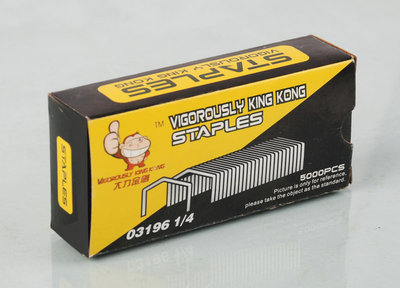 STAPLES
VIGOROUSLY KING KONG
STAPLES
TM
VIGOROUSLY KING KONG
STAPLES
VIGOROUSLY KING KONG
大力金刚
5000PCS
Picture is only for reference,
please take the object as the standard.
03196 1/4